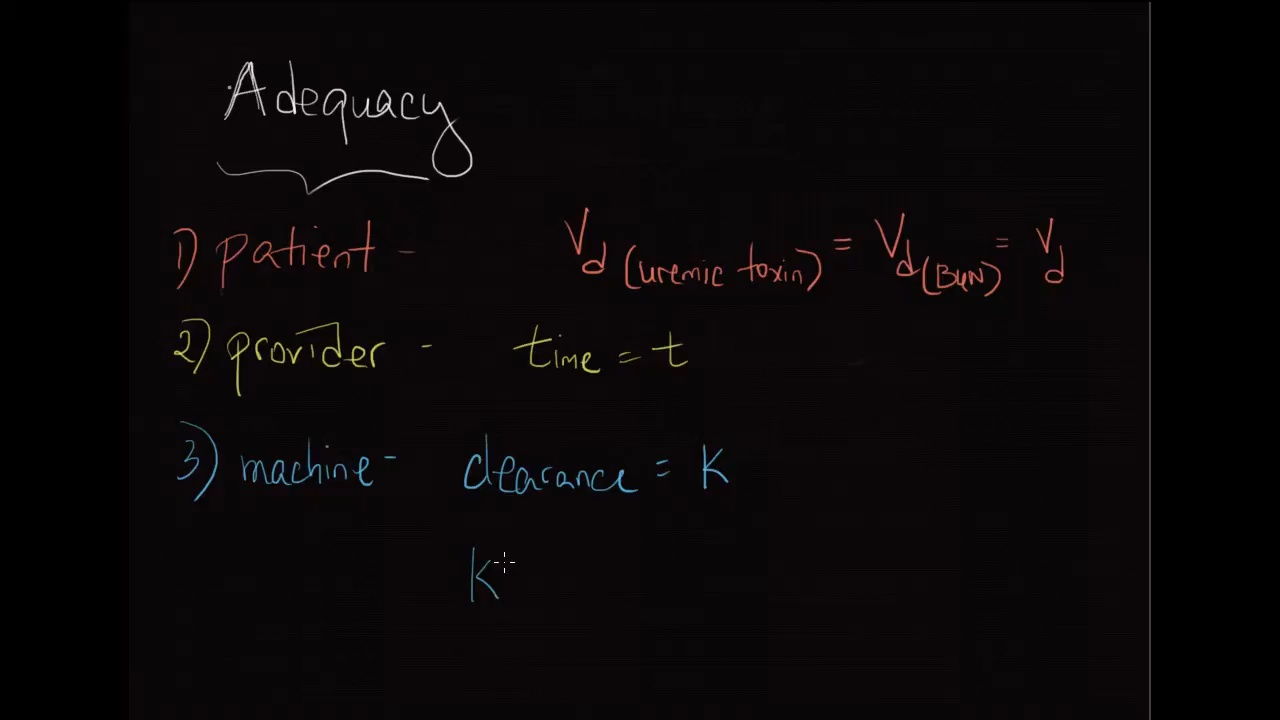 Adequacy
1) patient - Vd (uremic toxin) = Vd (BUN) = Vd
2) provider - time = t
3) machine - clearance = K
K